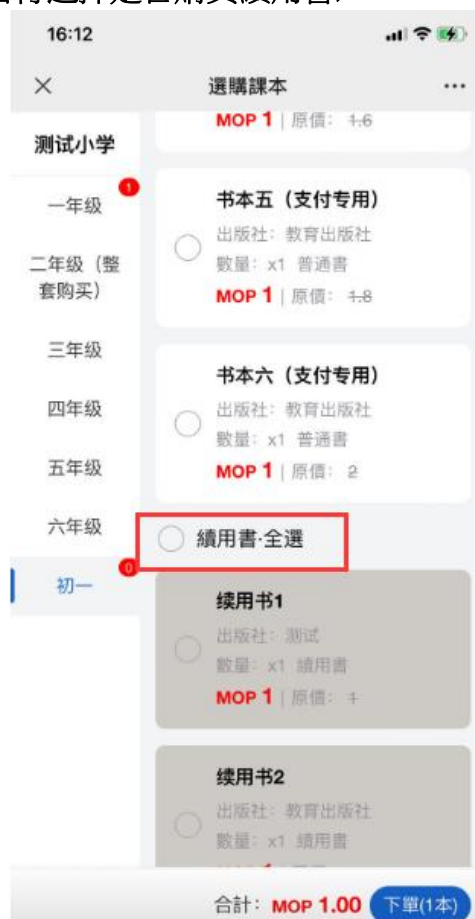 16:12
選購課本
测试小学
一年级
1
二年级（整
套购买）
三年级
四年级
五年级
六年级
初一
0
MOP 1 | 原價： 1.6
书本五（支付专用）
出版社：教育出版社
數量：x1 普通書
MOP 1 | 原價： 1.8
书本六（支付专用）
出版社：教育出版社
數量：x1 普通書
MOP 1 | 原價： 2
續用書·全選
续用书1
出版社：测试
數量：x1 續用書
MOP 1 | 原價： 1
续用书2
出版社：教育出版社
數量：x1 續用書
合計：MOP 1.00
下單(1本)